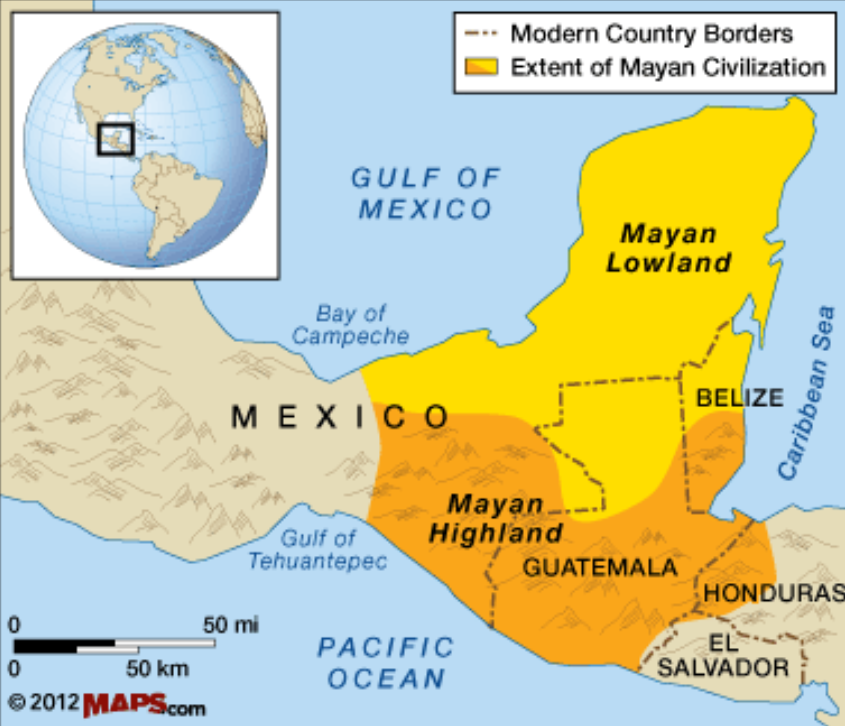 Modern Country Borders
Extent of Mayan Civilization
GULF OF
MEXICO
Mayan
Lowland
Bay of
Campeche
Caribbean Sea
BELIZE
MEXICO
Mayan
Highland
Gulf of
Tehuantepec
GUATEMALA
HONDURAS
EL
SALVADOR
PACIFIC
OCEAN
0 50 mi
0 50 km
© 2012 MAPS.com